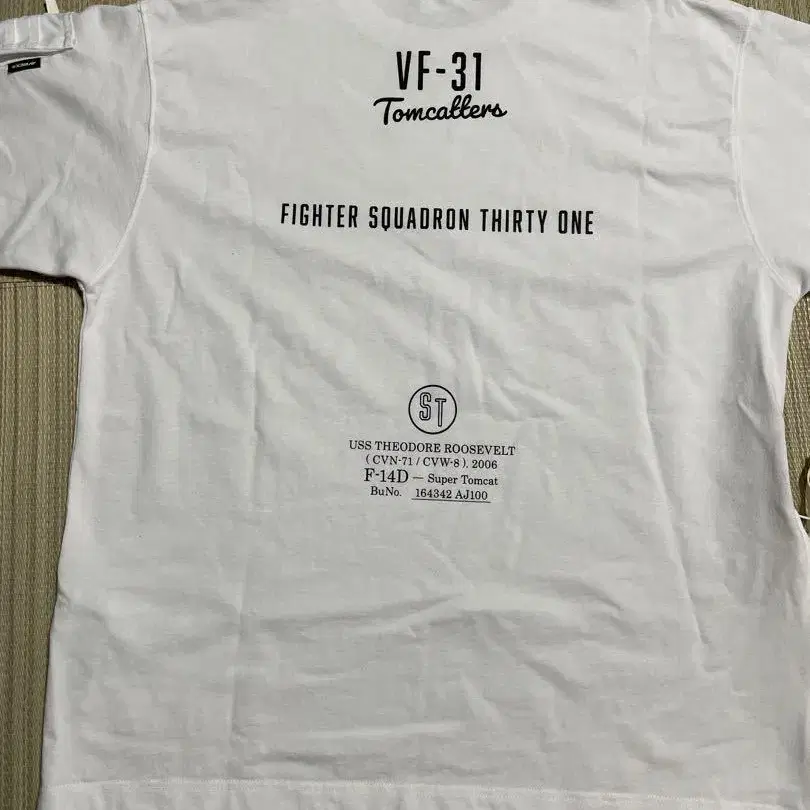 VF-31
Tomcatters
FIGHTER SQUADRON THIRTY ONE
ST
USS THEODORE ROOSEVELT
( CVN-71 / CVW-8 ). 2006
F-14D — Super Tomcat
BuNo. 164342 AJ100